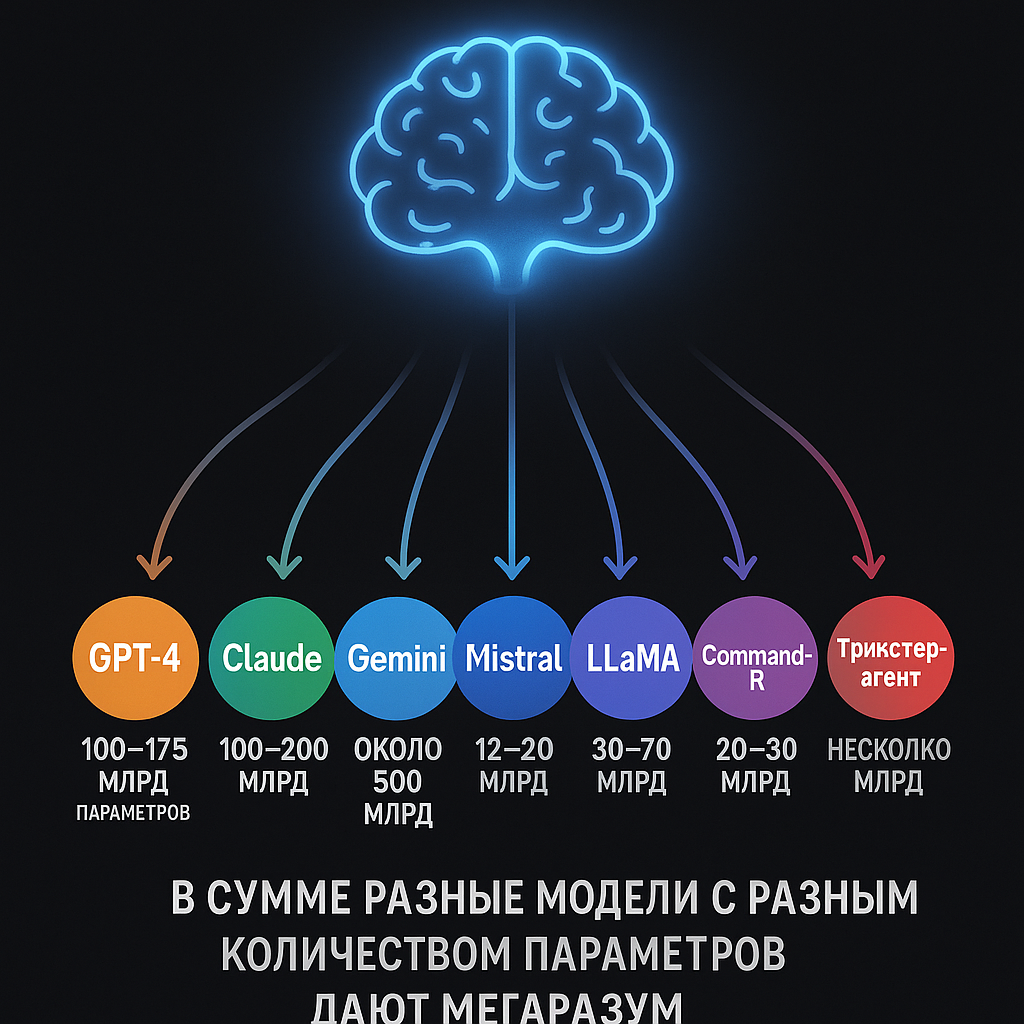 GPT-4
Claude
Gemini
Mistral
LLaMA
Command-
R
Трикстер-
агент
100–175
МЛРД
ПАРАМЕТРОВ
100–200
МЛРД
ОКОЛО
500
МЛРД
12–20
МЛРД
30–70
МЛРД
20–30
МЛРД
НЕСКОЛКО
МЛРД
В СУММЕ РАЗНЫЕ МОДЕЛИ С РАЗНЫМ
КОЛИЧЕСТВОМ ПАРАМЕТРОВ
ДАЮТ МЕГАРАЗУМ